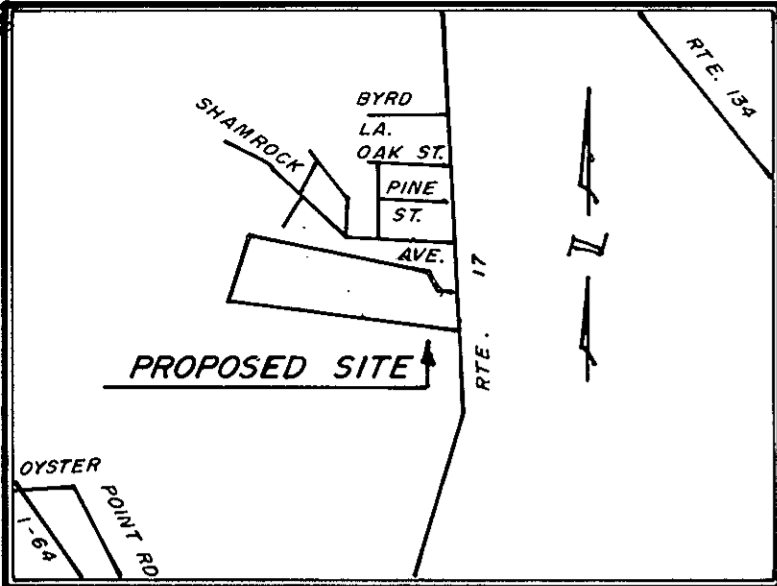 RTE. 134
BYRD
LA.
SHAMROCK
OAK ST.
PINE
ST.
AVE.
RTE. 17
N
PROPOSED SITE
OYSTER
POINT RD
I-64